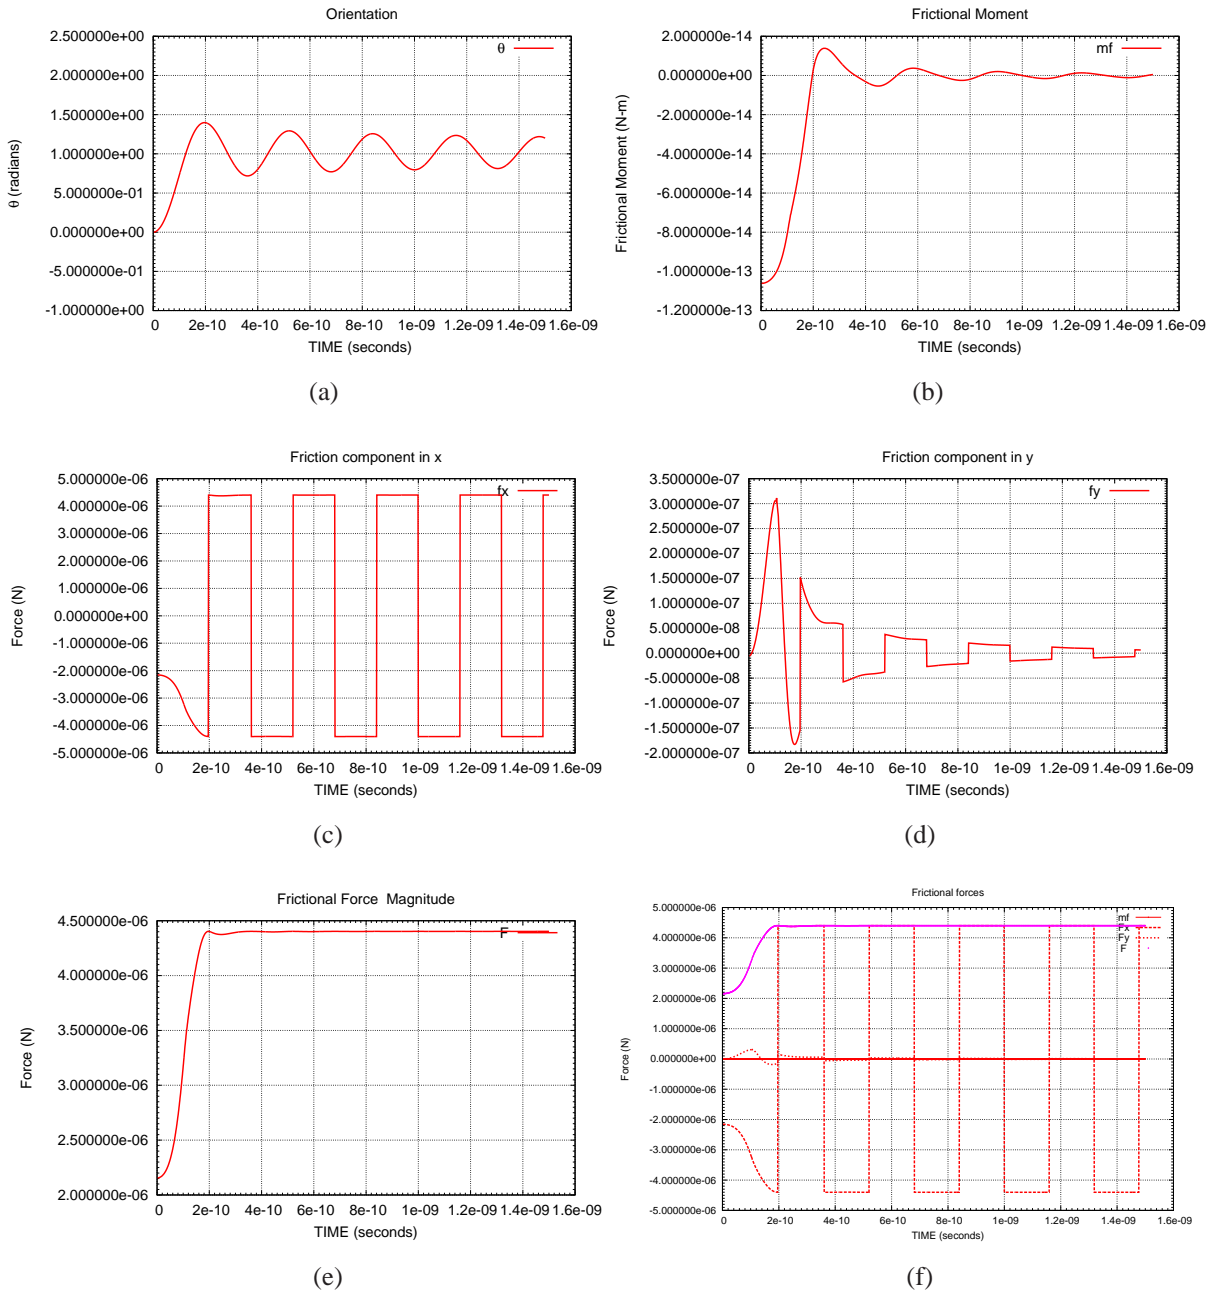 Orientation
2.500000e+00
2.000000e+00
1.500000e+00
1.000000e+00
5.000000e-01
0.000000e+00
-5.000000e-01
-1.000000e+00
θ (radians)
θ
0 2e-10 4e-10 6e-10 8e-10 1e-09 1.2e-09 1.4e-09 1.6e-09
TIME (seconds)
(a)
Frictional Moment
2.000000e-14
0.000000e+00
-2.000000e-14
-4.000000e-14
-6.000000e-14
-8.000000e-14
-1.000000e-13
-1.200000e-13
Frictional Moment (N-m)
mf
0 2e-10 4e-10 6e-10 8e-10 1e-09 1.2e-09 1.4e-09 1.6e-09
TIME (seconds)
(b)
Friction component in x
5.000000e-06
4.000000e-06
3.000000e-06
2.000000e-06
1.000000e-06
0.000000e+00
-1.000000e-06
-2.000000e-06
-3.000000e-06
-4.000000e-06
-5.000000e-06
Force (N)
fx
0 2e-10 4e-10 6e-10 8e-10 1e-09 1.2e-09 1.4e-09 1.6e-09
TIME (seconds)
(c)
Friction component in y
3.500000e-07
3.000000e-07
2.500000e-07
2.000000e-07
1.500000e-07
1.000000e-07
5.000000e-08
0.000000e+00
-5.000000e-08
-1.000000e-07
-1.500000e-07
-2.000000e-07
Force (N)
fy
0 2e-10 4e-10 6e-10 8e-10 1e-09 1.2e-09 1.4e-09 1.6e-09
TIME (seconds)
(d)
Frictional Force Magnitude
4.500000e-06
4.000000e-06
3.500000e-06
3.000000e-06
2.500000e-06
2.000000e-06
Force (N)
F
0 2e-10 4e-10 6e-10 8e-10 1e-09 1.2e-09 1.4e-09 1.6e-09
TIME (seconds)
(e)
Frictional forces
5.000000e-06
4.000000e-06
3.000000e-06
2.000000e-06
1.000000e-06
0.000000e+00
-1.000000e-06
-2.000000e-06
-3.000000e-06
-4.000000e-06
-5.000000e-06
Force (N)
mf
Fx
Fy
F
0 2e-10 4e-10 6e-10 8e-10 1e-09 1.2e-09 1.4e-09 1.6e-09
TIME (seconds)
(f)